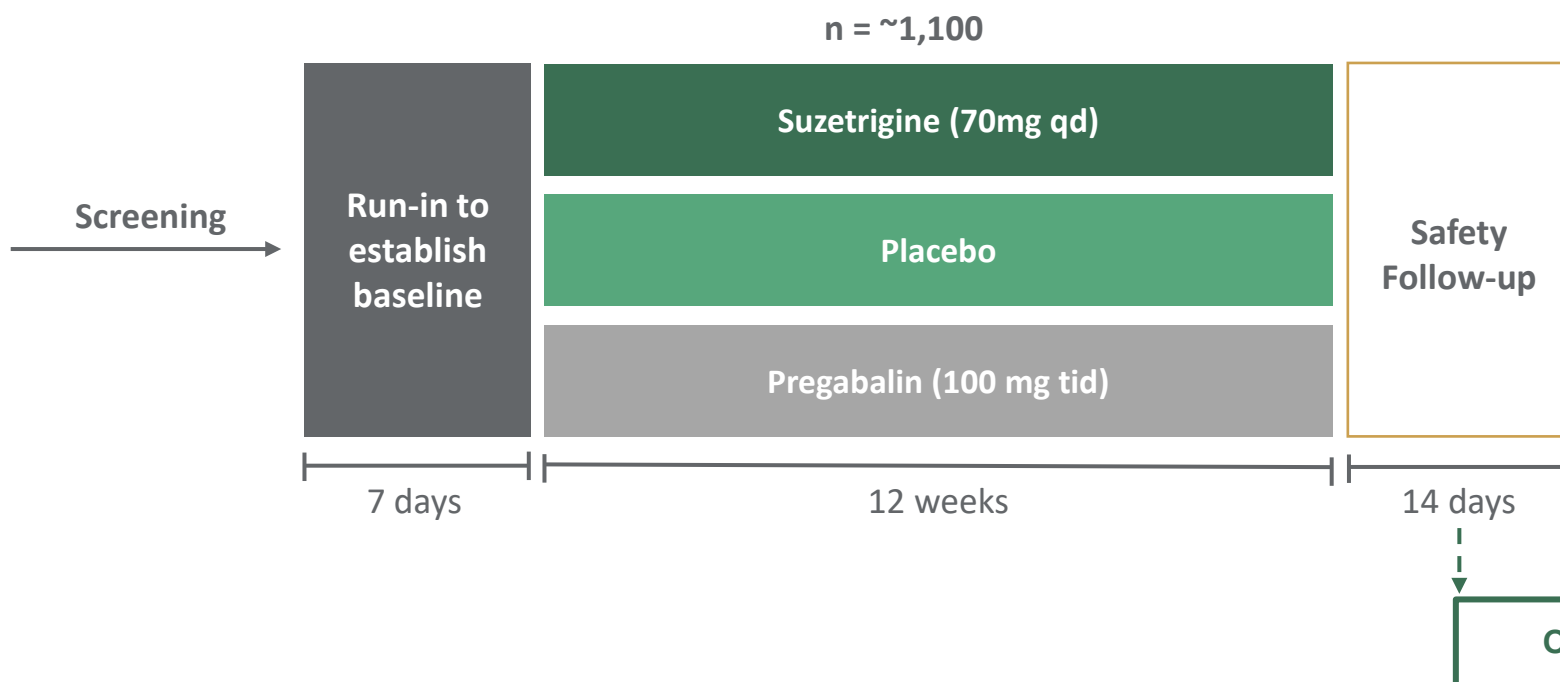 n = ~1,100
Screening
Run-in to
establish
baseline
Suzetrigine (70mg qd)
Placebo
Pregabalin (100 mg tid)
Safety
Follow-up
7 days
12 weeks
14 days